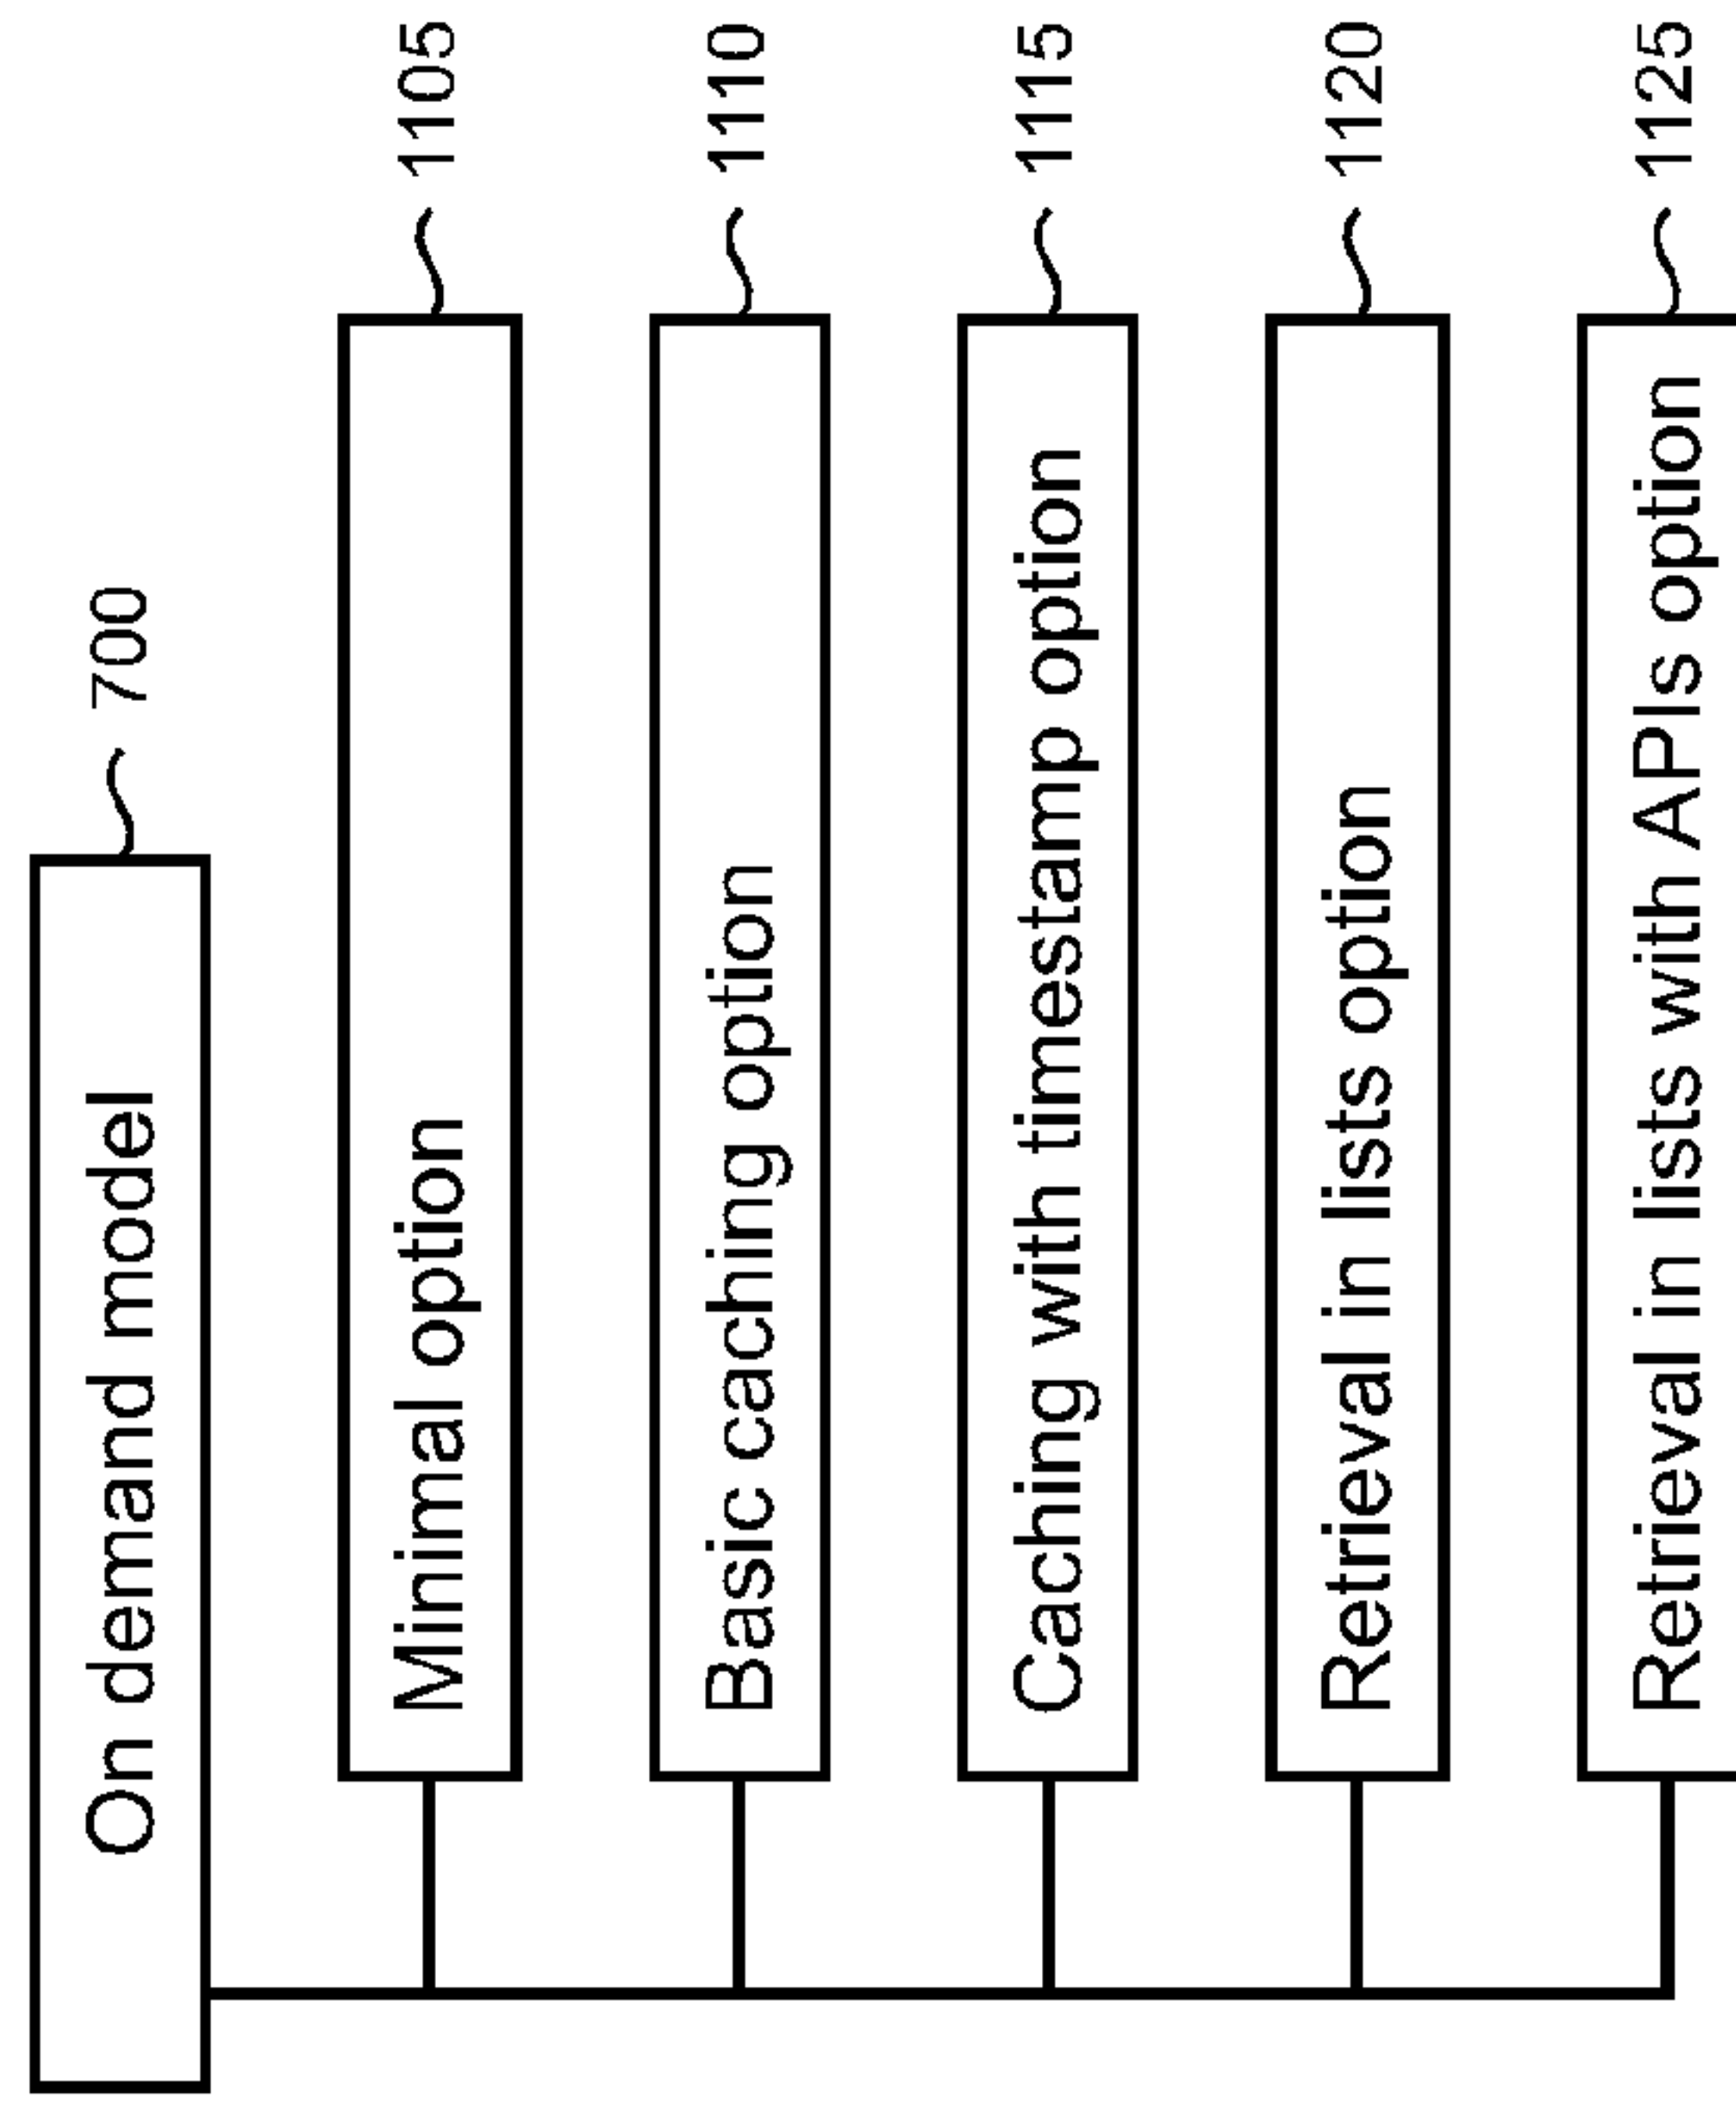 On demand model 700
Minimal option 1105
Basic caching option 1110
Caching with timestamp option 1115
Retrieval in lists option 1120
Retrieval in lists with APIs option 1125